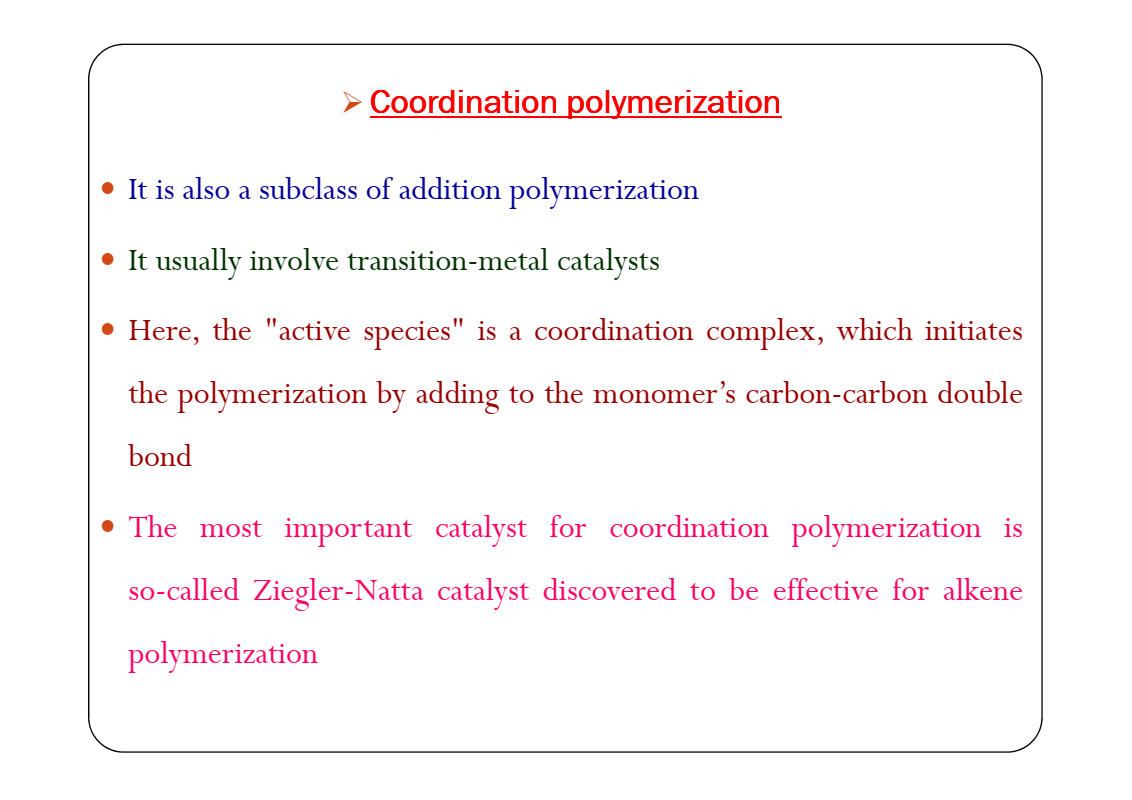 Coordination polymerization
It is also a subclass of addition polymerization
It usually involve transition-metal catalysts
Here, the "active species" is a coordination complex, which initiates
the polymerization by adding to the monomer’s carbon-carbon double
bond
The most important catalyst for coordination polymerization is
so-called Ziegler-Natta catalyst discovered to be effective for alkene
polymerization